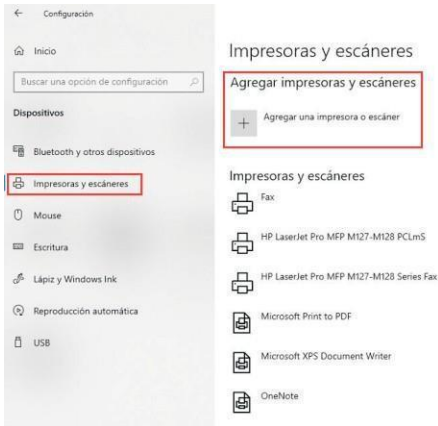 Configuración
Inicio
Buscar una opción de configuración
Dispositivos
Bluetooth y otros dispositivos
Impresoras y escáneres
Mouse
Escritura
Lápiz y Windows Ink
Reproducción automática
USB
Impresoras y escáneres
Agregar impresoras y escáneres
Agregar una impresora o escáner
Impresoras y escáneres
Fax
HP LaserJet Pro MFP M127-M128 PCLmS
HP LaserJet Pro MFP M127-M128 Series Fax
Microsoft Print to PDF
Microsoft XPS Document Writer
OneNote